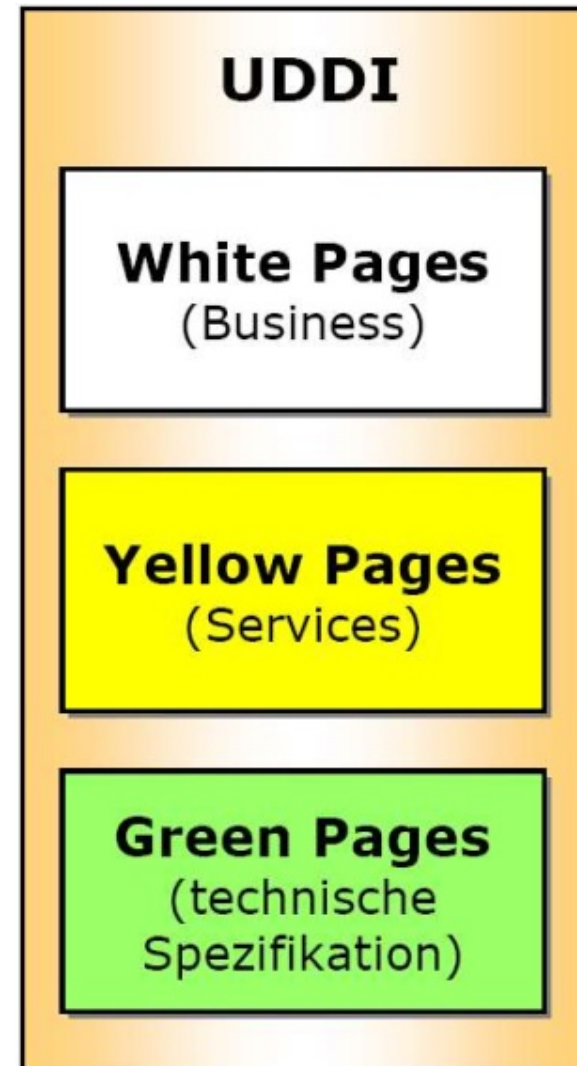 UDDI
White Pages
(Business)
Yellow Pages
(Services)
Green Pages
(technische
Spezifikation)